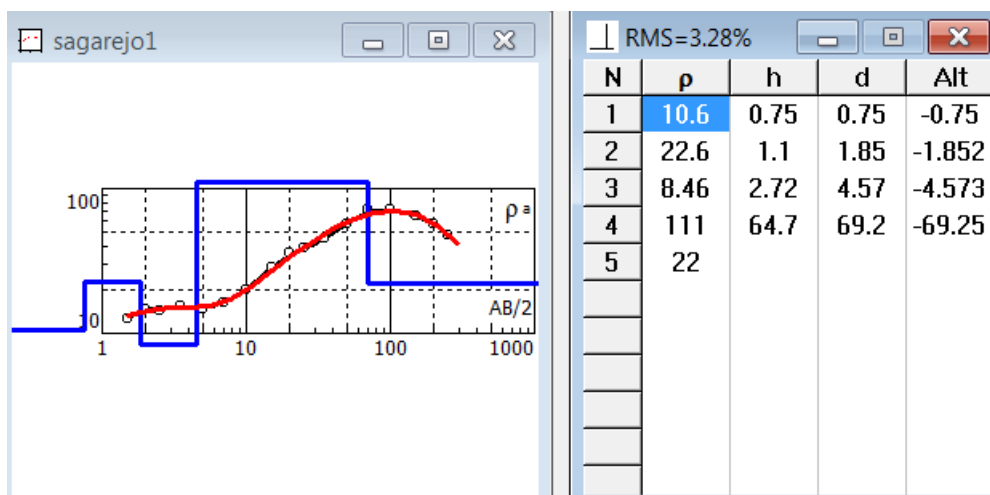 sagarejo1
100
ρa
10
AB/2
1
10
100
1000
RMS=3.28%
N ρ h d Alt
1 10.6 0.75 0.75 -0.75
2 22.6 1.1 1.85 -1.852
3 8.46 2.72 4.57 -4.573
4 111 64.7 69.2 -69.25
5 22